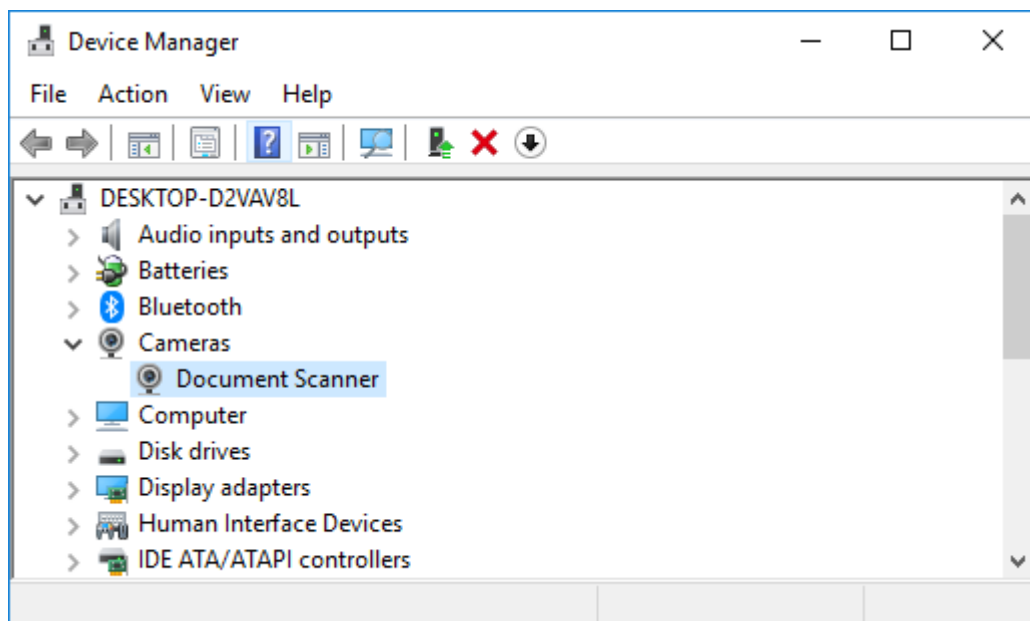 Device Manager
File Action View Help
DESKTOP-D2VAV8L
Audio inputs and outputs
Batteries
Bluetooth
Cameras
Document Scanner
Computer
Disk drives
Display adapters
Human Interface Devices
IDE ATA/ATAPI controllers